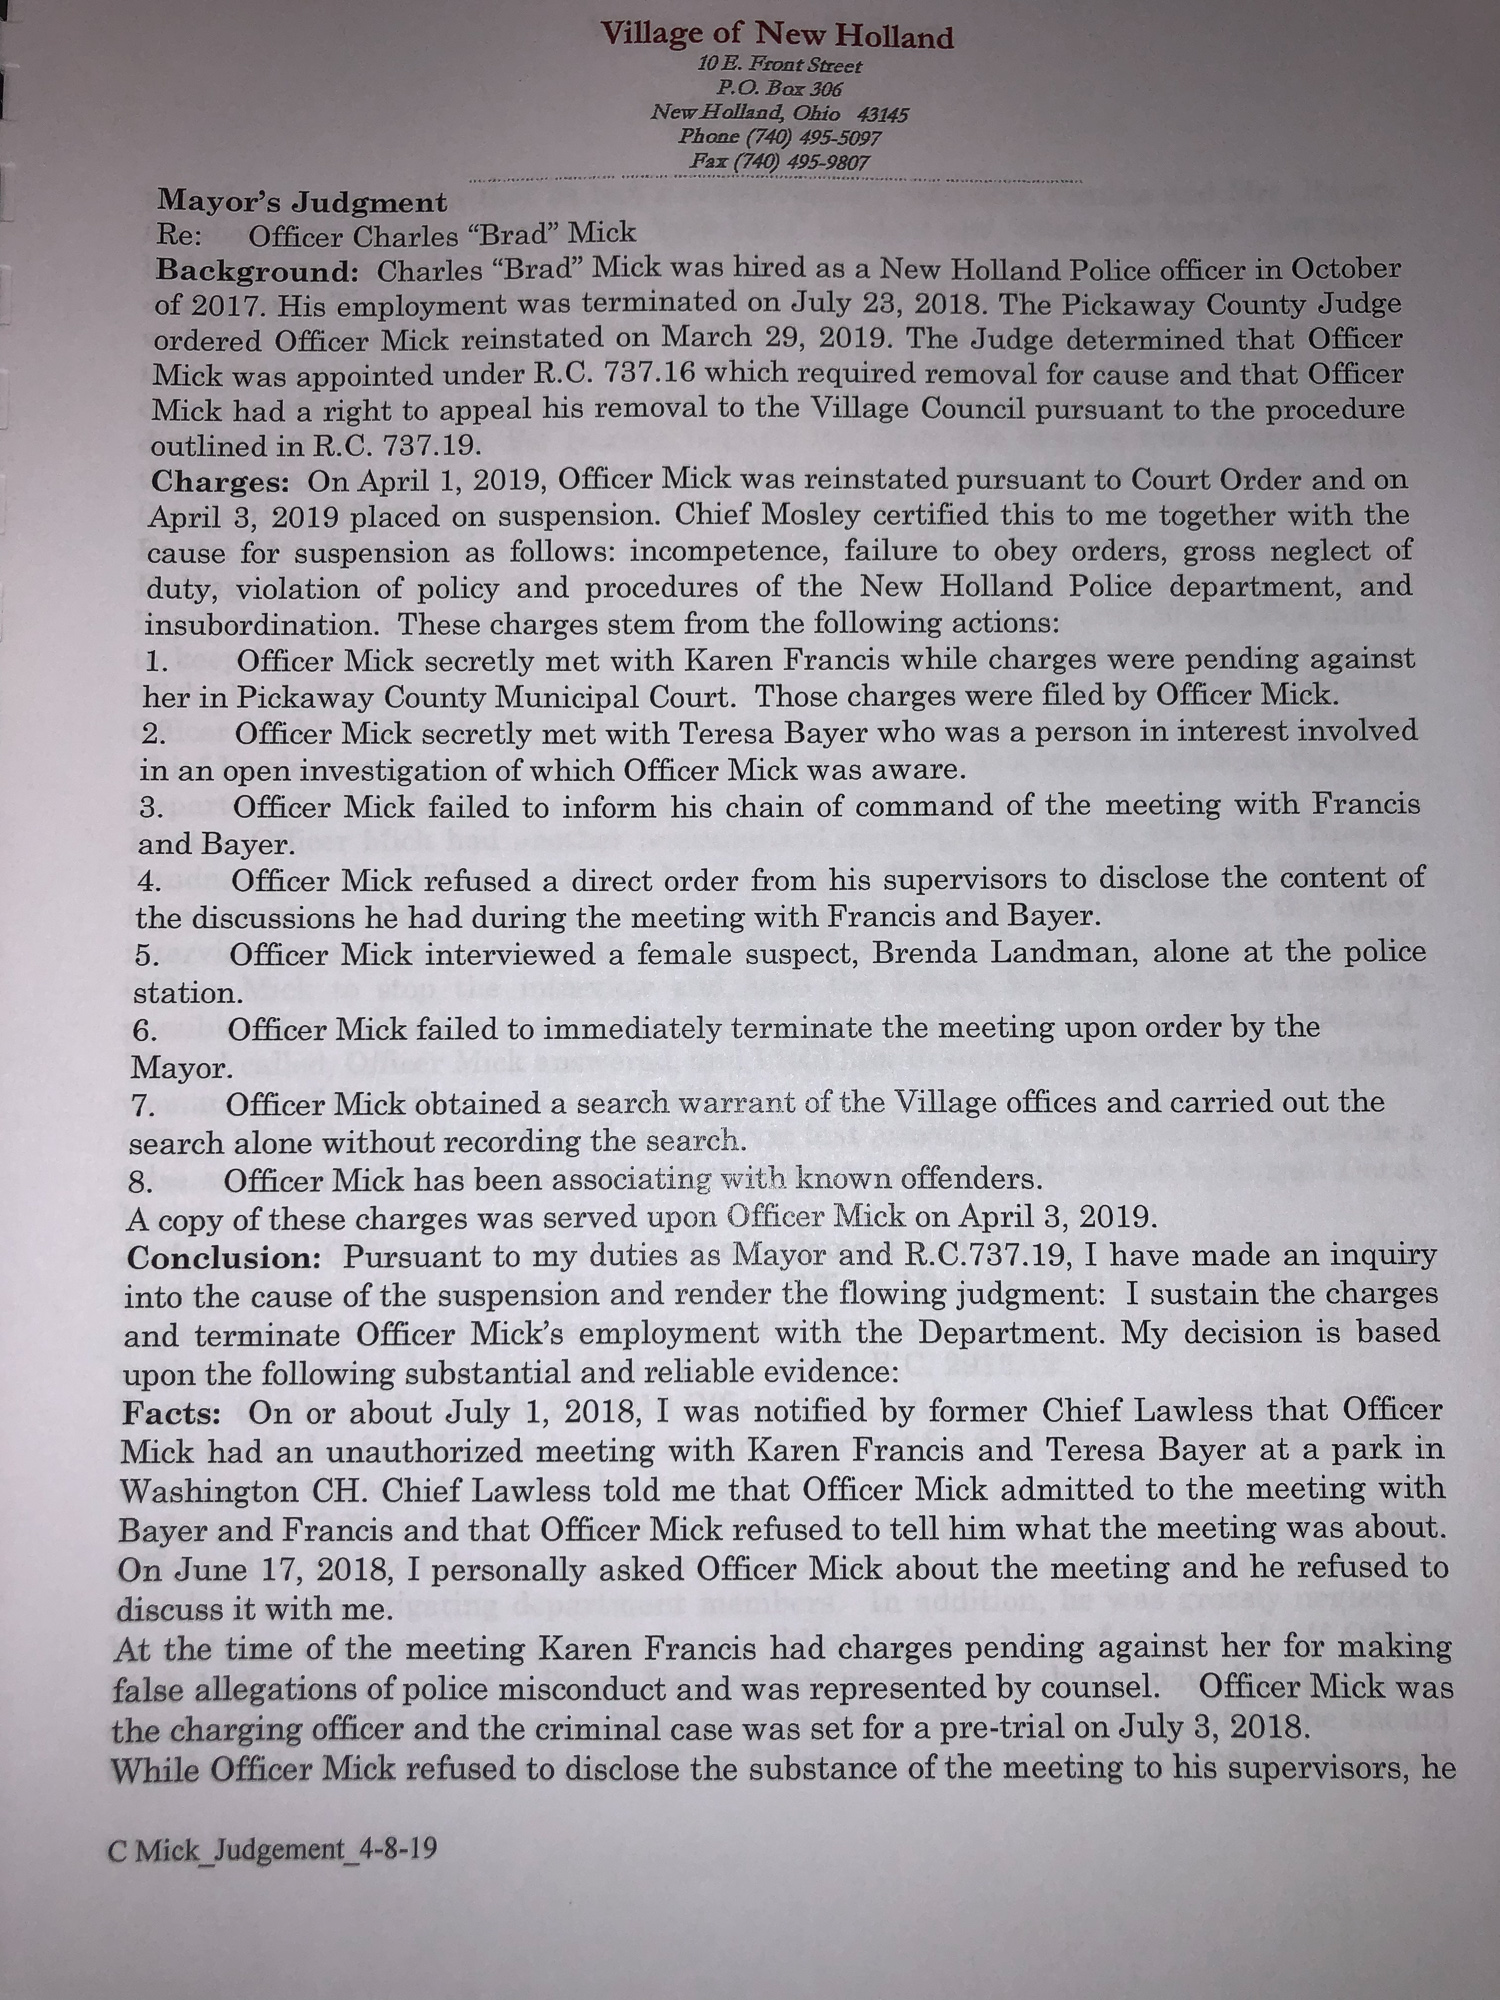 Village of New Holland
10 E. Front Street
P.O. Box 306
New Holland, Ohio 43145
Phone (740) 495-5097
Fax (740) 495-9807
Mayor's Judgment
Re: Officer Charles “Brad” Mick
Background: Charles “Brad” Mick was hired as a New Holland Police officer in October
of 2017. His employment was terminated on July 23, 2018. The Pickaway County Judge
ordered Officer Mick reinstated on March 29, 2019. The Judge determined that Officer
Mick was appointed under R.C. 737.16 which required removal for cause and that Officer
Mick had a right to appeal his removal to the Village Council pursuant to the procedure
outlined in R.C. 737.19.
Charges: On April 1, 2019, Officer Mick was reinstated pursuant to Court Order and on
April 3, 2019 placed on suspension. Chief Mosley certified this to me together with the
cause for suspension as follows: incompetence, failure to obey orders, gross neglect of
duty, violation of policy and procedures of the New Holland Police department, and
insubordination. These charges stem from the following actions:
1. Officer Mick secretly met with Karen Francis while charges were pending against
her in Pickaway County Municipal Court. Those charges were filed by Officer Mick.
2. Officer Mick secretly met with Teresa Bayer who was a person in interest involved
in an open investigation of which Officer Mick was aware.
3. Officer Mick failed to inform his chain of command of the meeting with Francis
and Bayer.
4. Officer Mick refused a direct order from his supervisors to disclose the content of
the discussions he had during the meeting with Francis and Bayer.
5. Officer Mick interviewed a female suspect, Brenda Landman, alone at the police
station.
6. Officer Mick failed to immediately terminate the meeting upon order by the
Mayor.
7. Officer Mick obtained a search warrant of the Village offices and carried out the
search alone without recording the search.
8. Officer Mick has been associating with known offenders.
A copy of these charges was served upon Officer Mick on April 3, 2019.
Conclusion: Pursuant to my duties as Mayor and R.C.737.19, I have made an inquiry
into the cause of the suspension and render the flowing judgment: I sustain the charges
and terminate Officer Mick's employment with the Department. My decision is based
upon the following substantial and reliable evidence:
Facts: On or about July 1, 2018, I was notified by former Chief Lawless that Officer
Mick had an unauthorized meeting with Karen Francis and Teresa Bayer at a park in
Washington CH. Chief Lawless told me that Officer Mick admitted to the meeting with
Bayer and Francis and that Officer Mick refused to tell him what the meeting was about.
On June 17, 2018, I personally asked Officer Mick about the meeting and he refused to
discuss it with me.
At the time of the meeting Karen Francis had charges pending against her for making
false allegations of police misconduct and was represented by counsel. Officer Mick was
the charging officer and the criminal case was set for a pre-trial on July 3, 2018.
While Officer Mick refused to disclose the substance of the meeting to his supervisors, he
C Mick_Judgement_4-8-19